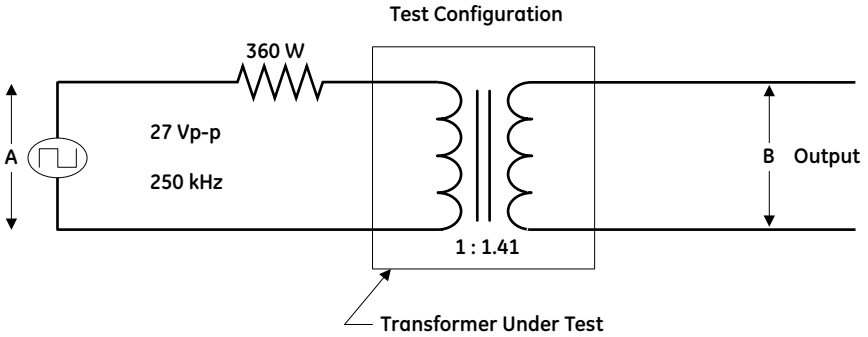 Test Configuration
360 W
27 Vp-p
A
B Output
250 kHz
1 : 1.41
Transformer Under Test